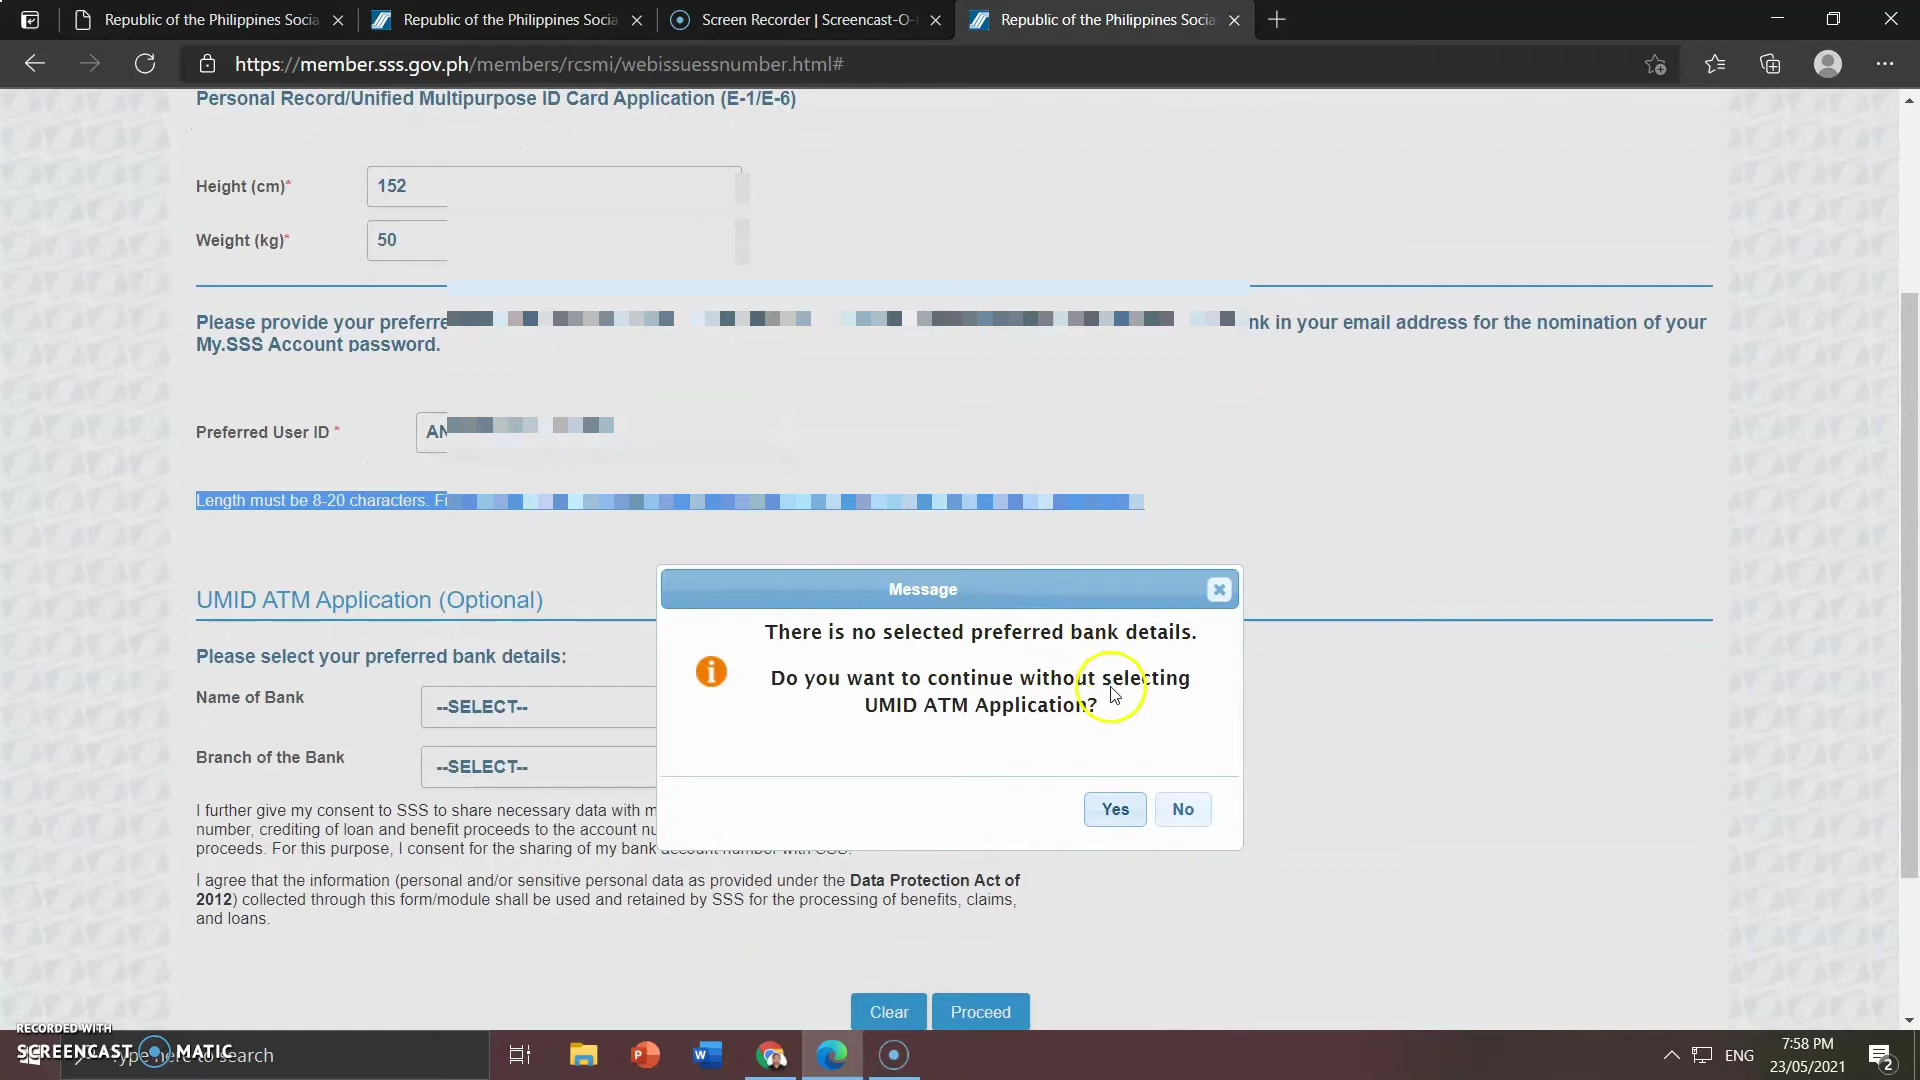 Republic of the Philippines Socia
Republic of the Philippines Socia
Screen Recorder | Screencast-O-
Republic of the Philippines Socia
https://member.sss.gov.ph/members/rcsmi/webissuessnumber.html#
Personal Record/Unified Multipurpose ID Card Application (E-1/E-6)
Height (cm)*
152
Weight (kg)*
50
Please provide your preferre
nk in your email address for the nomination of your
My.SSS Account password.
Preferred User ID *
AN
Length must be 8-20 characters. Fi
UMID ATM Application (Optional)
Please select your preferred bank details:
Name of Bank
--SELECT--
Branch of the Bank
--SELECT--
Message
There is no selected preferred bank details.
Do you want to continue without selecting
UMID ATM Application?
Yes
No
I further give my consent to SSS to share necessary data with m
number, crediting of loan and benefit proceeds to the account nu
proceeds. For this purpose, I consent for the sharing of my bank account number with SSS.
I agree that the information (personal and/or sensitive personal data as provided under the Data Protection Act of
2012) collected through this form/module shall be used and retained by SSS for the processing of benefits, claims,
and loans.
Clear
Proceed
RECORDED WITH
SCREENCAST MATIC
Type here to search
ENG
7:58 PM
23/05/2021
2